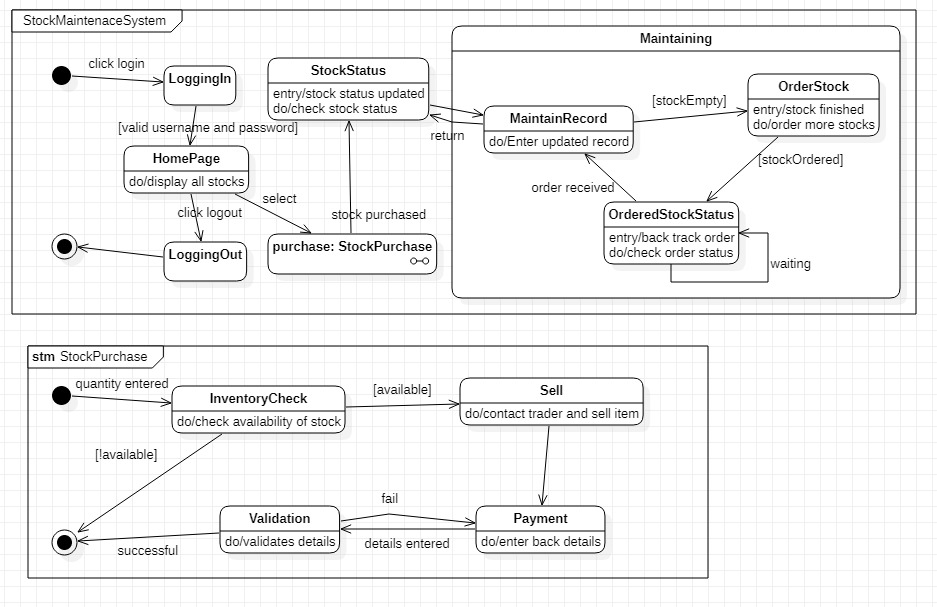 StockMaintenaceSystem
Maintaining
click login
LoggingIn
StockStatus
entry/stock status updated
do/check stock status
OrderStock
entry/stock finished
do/order more stocks
[stockEmpty]
MaintainRecord
do/Enter updated record
return
[valid username and password]
HomePage
do/display all stocks
[stockOrdered]
order received
select
click logout
stock purchased
OrderedStockStatus
entry/back track order
do/check order status
waiting
LoggingOut
purchase: StockPurchase
stm StockPurchase
quantity entered
InventoryCheck
do/check availability of stock
[available]
Sell
do/contact trader and sell item
[!available]
fail
Validation
do/validates details
Payment
do/enter back details
details entered
successful